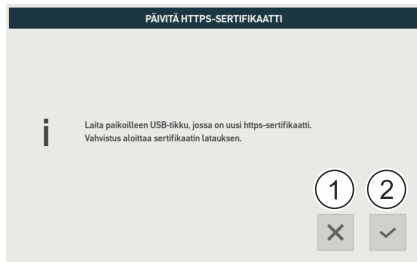 PÄIVITÄ HTTPS-SERTIFIKAATTI
i
Laita paikoilleen USB-tikku, jossa on uusi https-sertifikaatti.
Vahvistus aloittaa sertifikaatin latauksen.
1 2